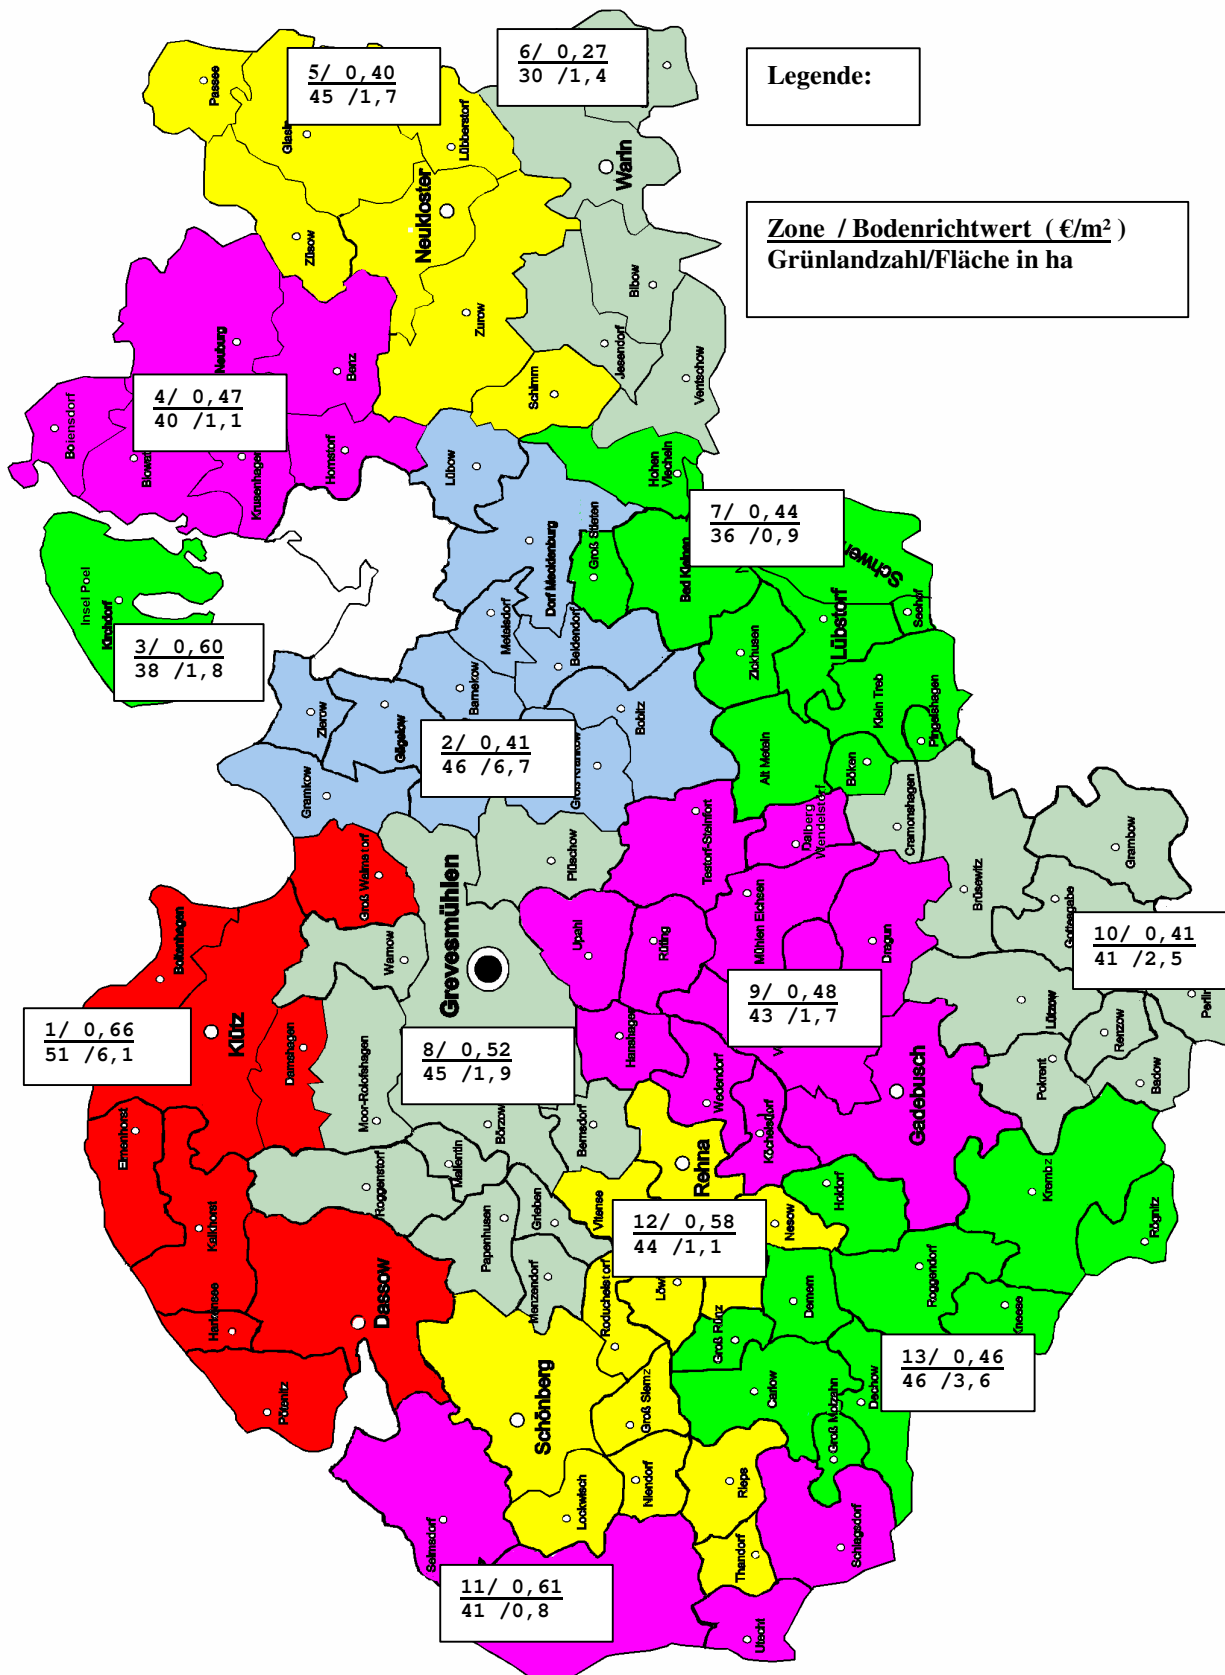 5/ 0,40
45 /1,7
6/ 0,27
30 /1,4
Legende:
Zone / Bodenrichtwert ( €/m² )
Grünlandzahl/Fläche in ha
4/ 0,47
40 /1,1
7/ 0,44
36 /0,9
3/ 0,60
38 /1,8
2/ 0,41
46 /6,7
10/ 0,41
41 /2,5
9/ 0,48
43 /1,7
1/ 0,66
51 /6,1
8/ 0,52
45 /1,9
12/ 0,58
44 /1,1
13/ 0,46
46 /3,6
11/ 0,61
41 /0,8
Passee
Lübberstorf
Warin
Neukloster
Züsow
Bibow
Zurow
Jesendorf
Ventschow
Neuburg
Benz
Schimm
Boiensdorf
Krusenhagen
Hornstorf
Lübow
Hohen
Viecheln
Insel Poel
Kirchdorf
Dorf Mecklenburg
Groß Stieten
Bad Kleinen
Metelsdorf
Beidendorf
Lübstorf
Seehof
Zickhusen
Zierow
Gägelow
Barnekow
Bobitz
Klein Treb
Pingelshagen
Gramkow
Groß Krankow
Alt Meteln
Böken
Cramonshagen
Dalberg
Wendelstorf
Testorf-Steinfort
Plüschow
Groß Walmstorf
Grambow
Brüsewitz
Gottesgabe
Boltenhagen
Warnow
Grevesmühlen
Upahl
Rüting
Mühlen Eichsen
Dragun
Klütz
Damshagen
Hanshagen
Lützow
Perlin
Renzow
Pokrent
Badow
Moor-Rolofshagen
Börzow
Bernsdorf
Wedendorf
Köchelsdorf
Gadebusch
Elmenhorst
Mallentin
Rehna
Kalkhorst
Roggenstorf
Papenhusen
Grieben
Vitense
Nesow
Holdorf
Krembz
Rögnitz
Dassow
Harkensee
Menzendorf
Roduchelstorf
Groß Rünz
Demern
Roggendorf
Kneese
Pötenitz
Schönberg
Groß Siemz
Carlow
Dechow
Groß Molzahn
Selmsdorf
Lockwisch
Niendorf
Rieps
Thandorf
Schlagsdorf
Utecht